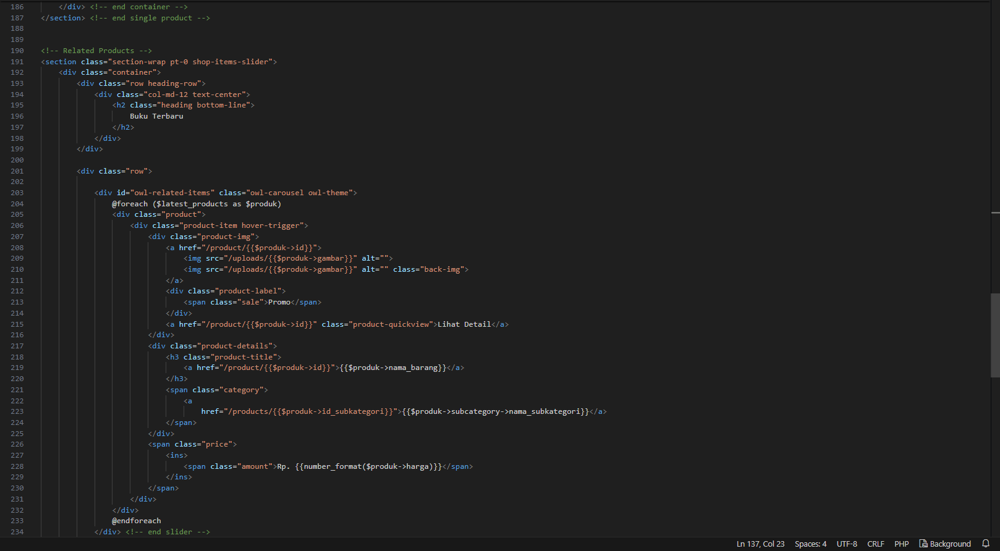 186 </div> <!-- end container -->
187 </section> <!-- end single product -->
188
189
190 <!-- Related Products -->
191 <section class="section-wrap pt-0 shop-items-slider">
192 <div class="container">
193 <div class="row heading-row">
194 <div class="col-md-12 text-center">
195 <h2 class="heading bottom-line">
196 Buku Terbaru
197 </h2>
198 </div>
199 </div>
200
201 <div class="row">
202
203 <div id="owl-related-items" class="owl-carousel owl-theme">
204 @foreach ($latest_products as $produk)
205 <div class="product">
206 <div class="product-item hover-trigger">
207 <div class="product-img">
208 <a href="/product/{{$produk->id}}">
209 <img src="/uploads/{{$produk->gambar}}" alt="">
210 <img src="/uploads/{{$produk->gambar}}" alt="" class="back-img">
211 </a>
212 <div class="product-label">
213 <span class="sale">Promo</span>
214 </div>
215 <a href="/product/{{$produk->id}}" class="product-quickview">Lihat Detail</a>
216 </div>
217 <div class="product-details">
218 <h3 class="product-title">
219 <a href="/product/{{$produk->id}}">{{$produk->nama_barang}}</a>
220 </h3>
221 <span class="category">
222 <a
223 href="/products/{{$produk->id_subkategori}}">{{$produk->subcategory->nama_subkategori}}</a>
224 </span>
225 </div>
226 <span class="price">
227 <ins>
228 <span class="amount">Rp. {{number_format($produk->harga)}}</span>
229 </ins>
230 </span>
231 </div>
232 </div>
233 @endforeach
234 </div> <!-- end slider -->
Ln 137, Col 23 Spaces: 4 UTF-8 CRLF PHP Background